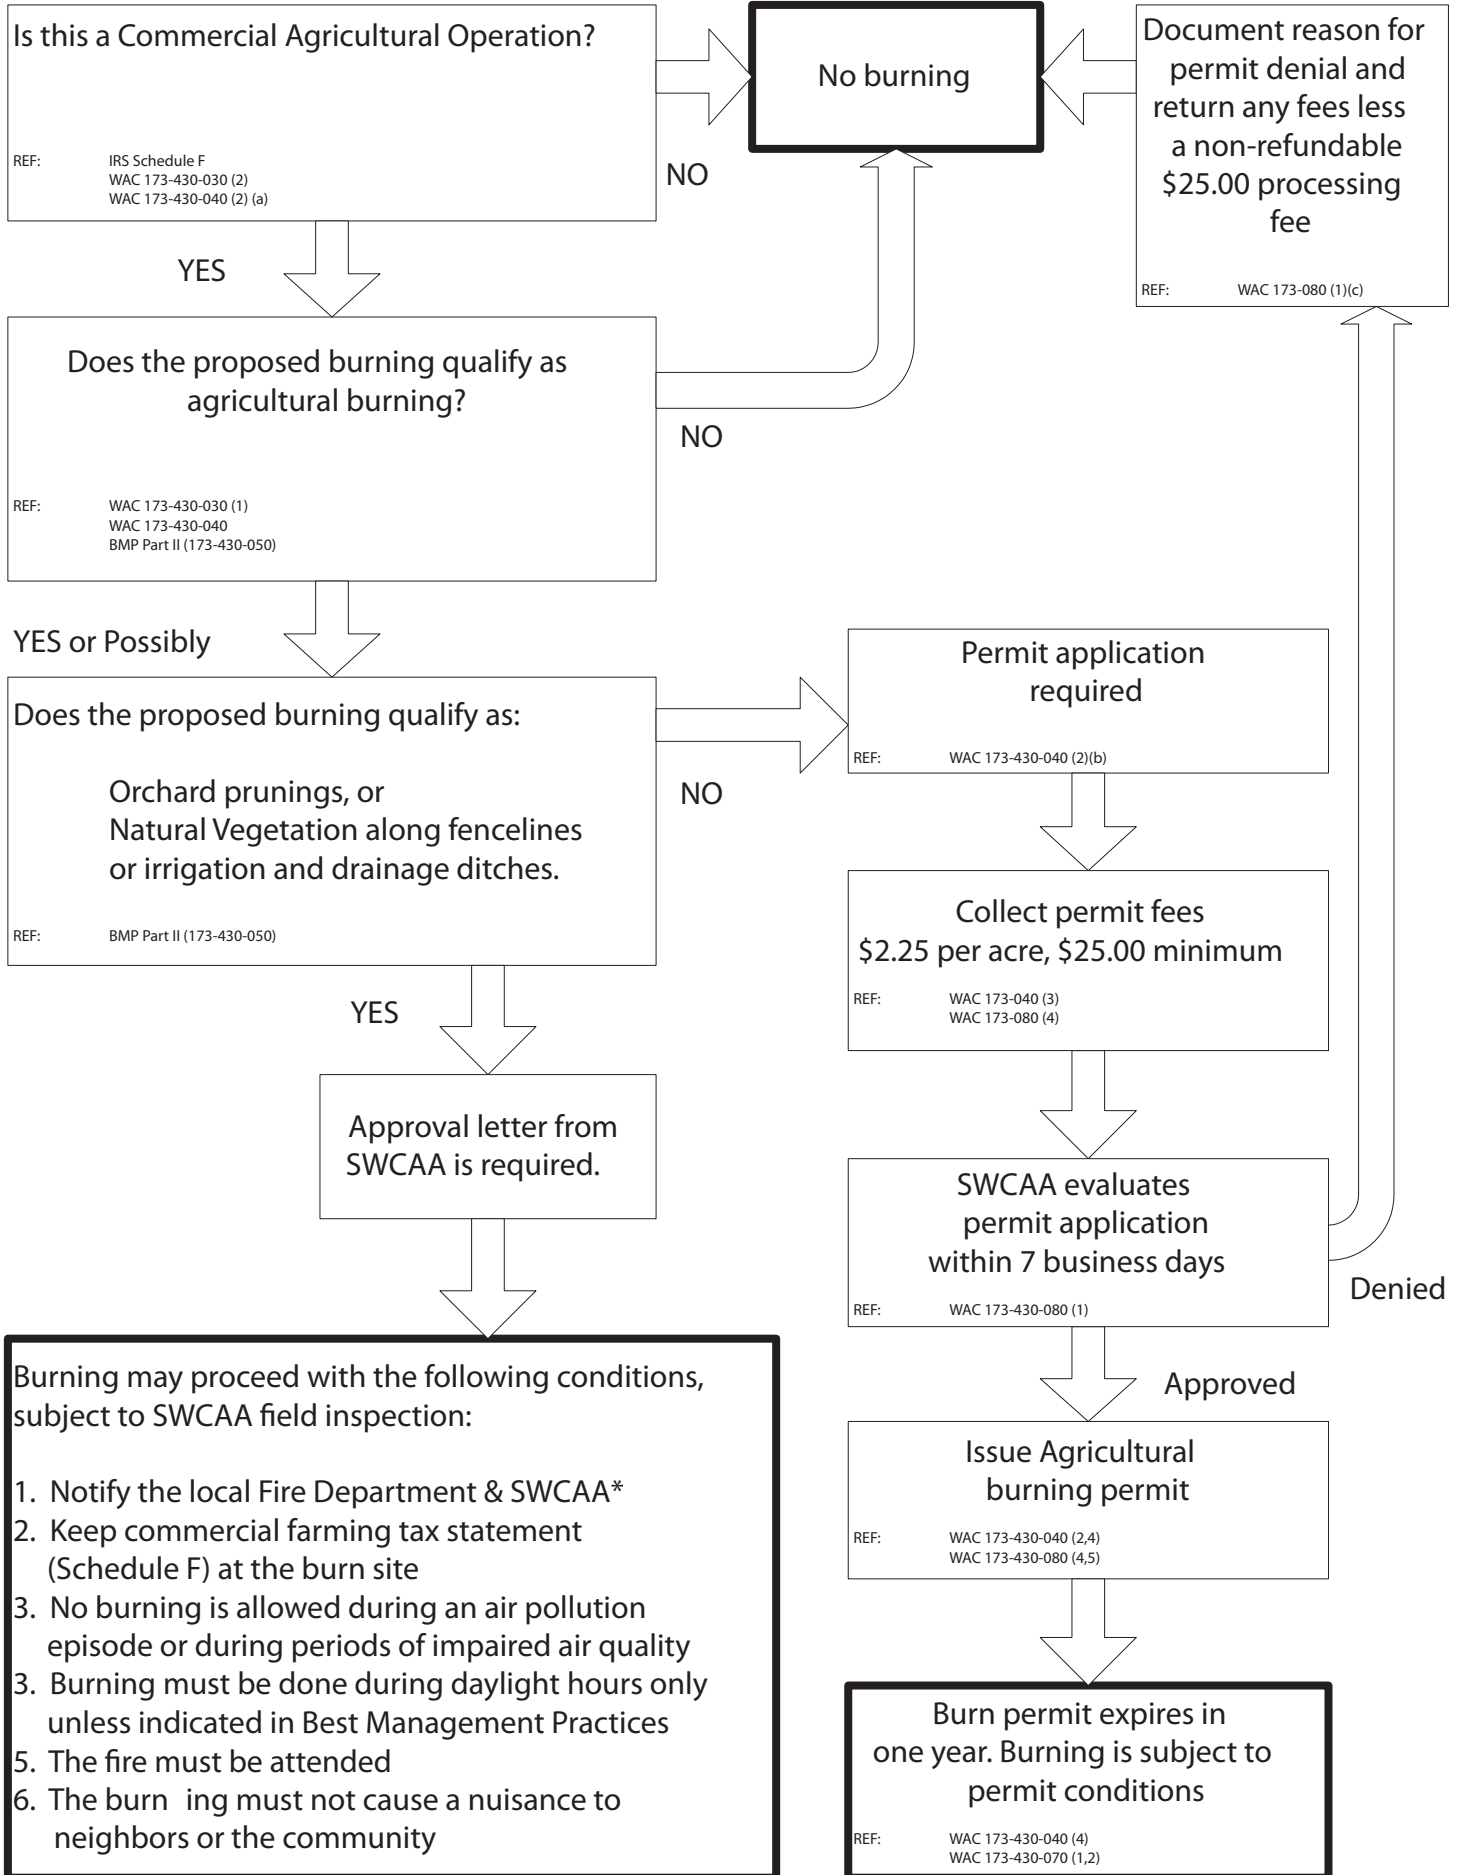 Is this a Commercial Agricultural Operation?
REF: IRS Schedule F
WAC 173-430-030 (2)
WAC 173-430-040 (2) (a)
NO
No burning
Document reason for
permit denial and
return any fees less
a non-refundable
$25.00 processing
fee
REF: WAC 173-080 (1)(c)
YES
Does the proposed burning qualify as
agricultural burning?
REF: WAC 173-430-030 (1)
WAC 173-430-040
BMP Part II (173-430-050)
NO
YES or Possibly
Does the proposed burning qualify as:
Orchard prunings, or
Natural Vegetation along fencelines
or irrigation and drainage ditches.
REF: BMP Part II (173-430-050)
NO
Permit application
required
REF: WAC 173-430-040 (2)(b)
Collect permit fees
$2.25 per acre, $25.00 minimum
REF: WAC 173-040 (3)
WAC 173-080 (4)
YES
Approval letter from
SWCAA is required.
SWCAA evaluates
permit application
within 7 business days
REF: WAC 173-430-080 (1)
Denied
Approved
Burning may proceed with the following conditions,
subject to SWCAA field inspection:
1. Notify the local Fire Department & SWCAA*
2. Keep commercial farming tax statement
(Schedule F) at the burn site
3. No burning is allowed during an air pollution
episode or during periods of impaired air quality
3. Burning must be done during daylight hours only
unless indicated in Best Management Practices
5. The fire must be attended
6. The burn ing must not cause a nuisance to
neighbors or the community
Issue Agricultural
burning permit
REF: WAC 173-430-040 (2,4)
WAC 173-430-080 (4,5)
Burn permit expires in
one year. Burning is subject to
permit conditions
REF: WAC 173-430-040 (4)
WAC 173-430-070 (1,2)